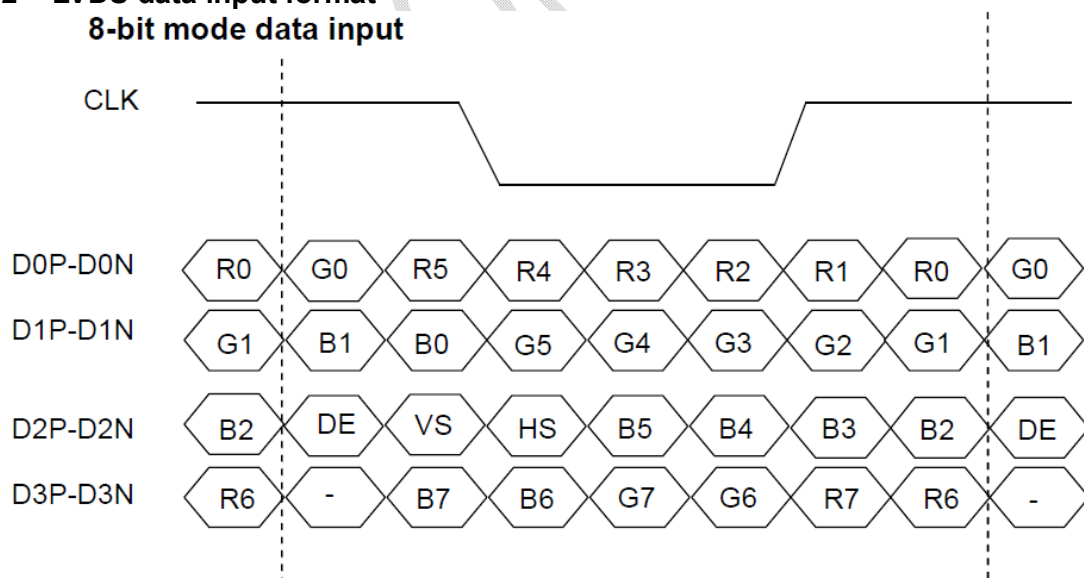 2 LVDS data input format
8-bit mode data input
CLK
D0P-D0N R0 G0 R5 R4 R3 R2 R1 R0 G0
D1P-D1N G1 B1 B0 G5 G4 G3 G2 G1 B1
D2P-D2N B2 DE VS HS B5 B4 B3 B2 DE
D3P-D3N R6 - B7 B6 G7 G6 R7 R6 -